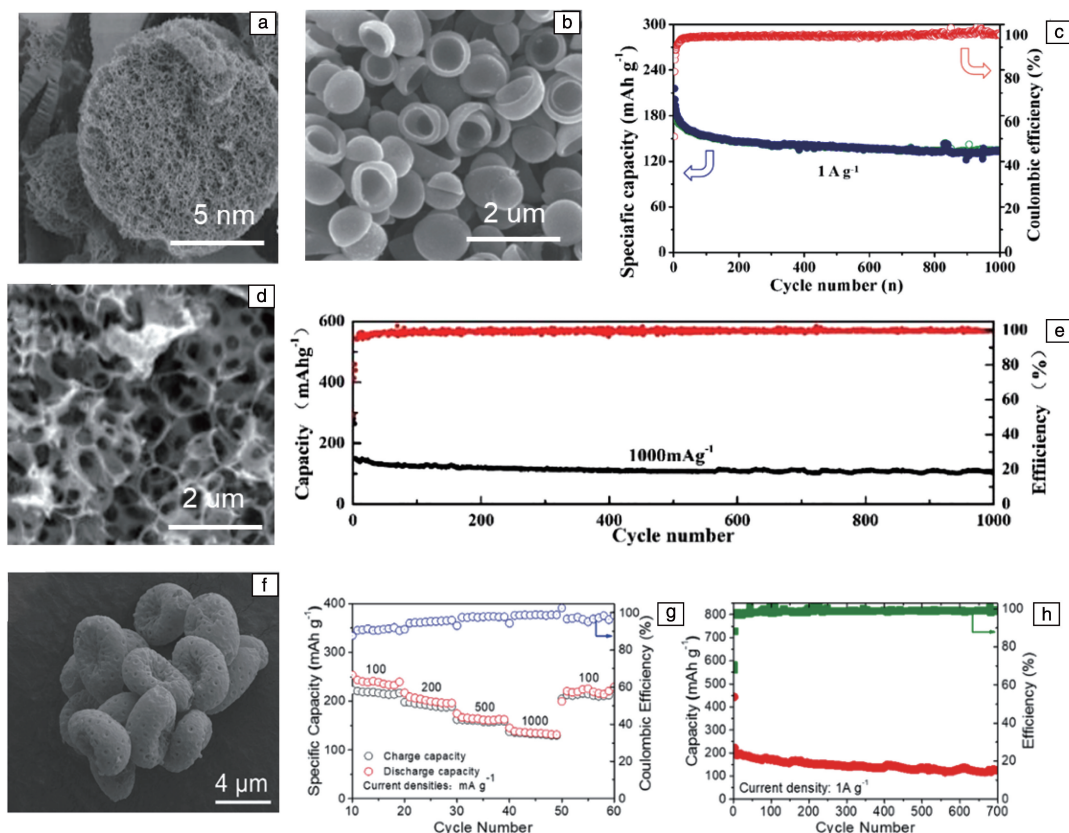 a
5 nm
b
2 um
c
Speciafic capacity (mAh g⁻¹)
300
240
180
120
60
0
1 A g⁻¹
0 200 400 600 800 1000
Cycle number (n)
100
80
60
40
20
0
Coulombic efficiency (%)
d
2 um
e
Capacity (mAhg⁻¹)
600
400
200
100
0
1000mAg⁻¹
0 200 400 600 800 1000
Cycle number
100
80
60
40
20
0
Effiiciency (%)
f
4 μm
g
Specific Capacity (mAh g⁻¹)
400
350
300
200
100
0
100
200
500
1000
100
Charge capacity
Discharge capacity
Current densities: mA g⁻¹
10 20 30 40 50 60
Cycle Number
100
80
60
40
20
0
Coulombic Efficiency (%)
h
Capacity (mAh g⁻¹)
800
700
600
500
400
300
200
100
0
Current density: 1A g⁻¹
0 100 200 300 400 500 600 700
Cycle Number
100
80
60
40
20
0
Efficiency (%)